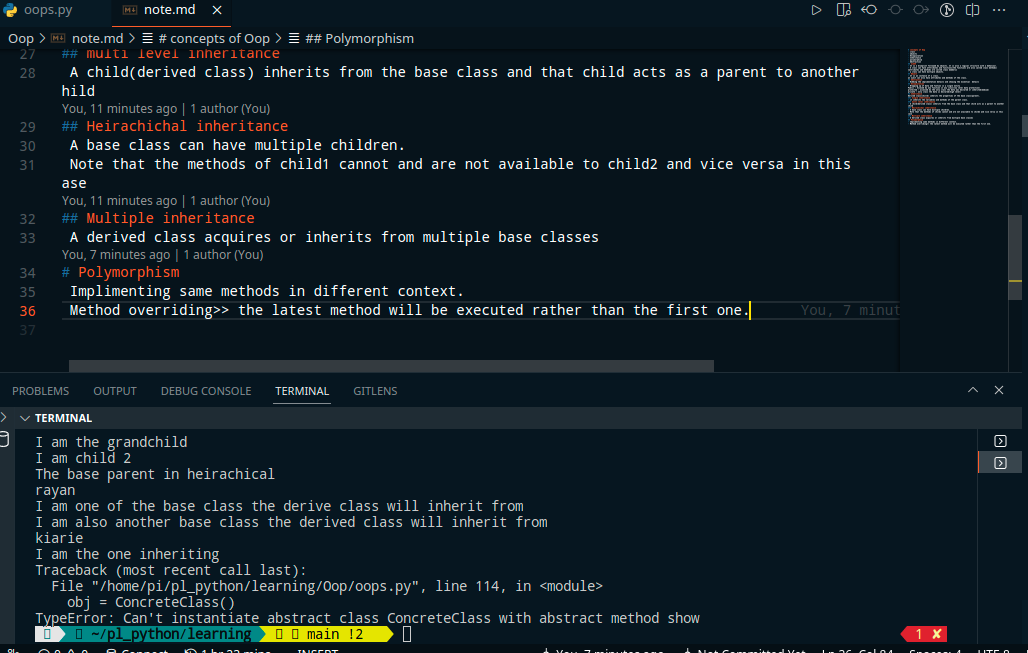 oops.py note.md
Oop > note.md > # concepts of Oop > ## Polymorphism
27 ## multi level inheritance
28 A child(derived class) inherits from the base class and that child acts as a parent to another
hild
You, 11 minutes ago | 1 author (You)
29 ## Heirachichal inheritance
30 A base class can have multiple children.
31 Note that the methods of child1 cannot and are not available to child2 and vice versa in this
ase
You, 11 minutes ago | 1 author (You)
32 ## Multiple inheritance
33 A derived class acquires or inherits from multiple base classes
You, 7 minutes ago | 1 author (You)
34 # Polymorphism
35 Implimenting same methods in different context.
36 Method overriding>> the latest method will be executed rather than the first one. You, 7 minut
37
PROBLEMS OUTPUT DEBUG CONSOLE TERMINAL GITLENS
TERMINAL
I am the grandchild
I am child 2
The base parent in heirachical
rayan
I am one of the base class the derive class will inherit from
I am also another base class the derived class will inherit from
kiarie
I am the one inheriting
Traceback (most recent call last):
File "/home/pi/pl_python/learning/Oop/oops.py", line 114, in <module>
obj = ConcreteClass()
TypeError: Can't instantiate abstract class ConcreteClass with abstract method show
~/pl_python/learning main !2 1 ✘